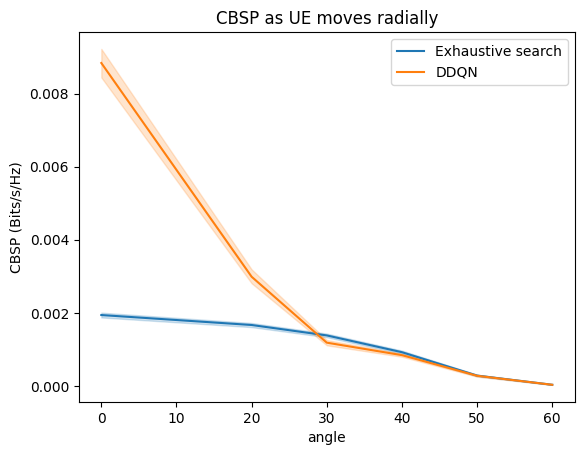 CBSP as UE moves radially
Exhaustive search
DDQN
CBSP (Bits/s/Hz)
0.008
0.006
0.004
0.002
0.000
0 10 20 30 40 50 60
angle